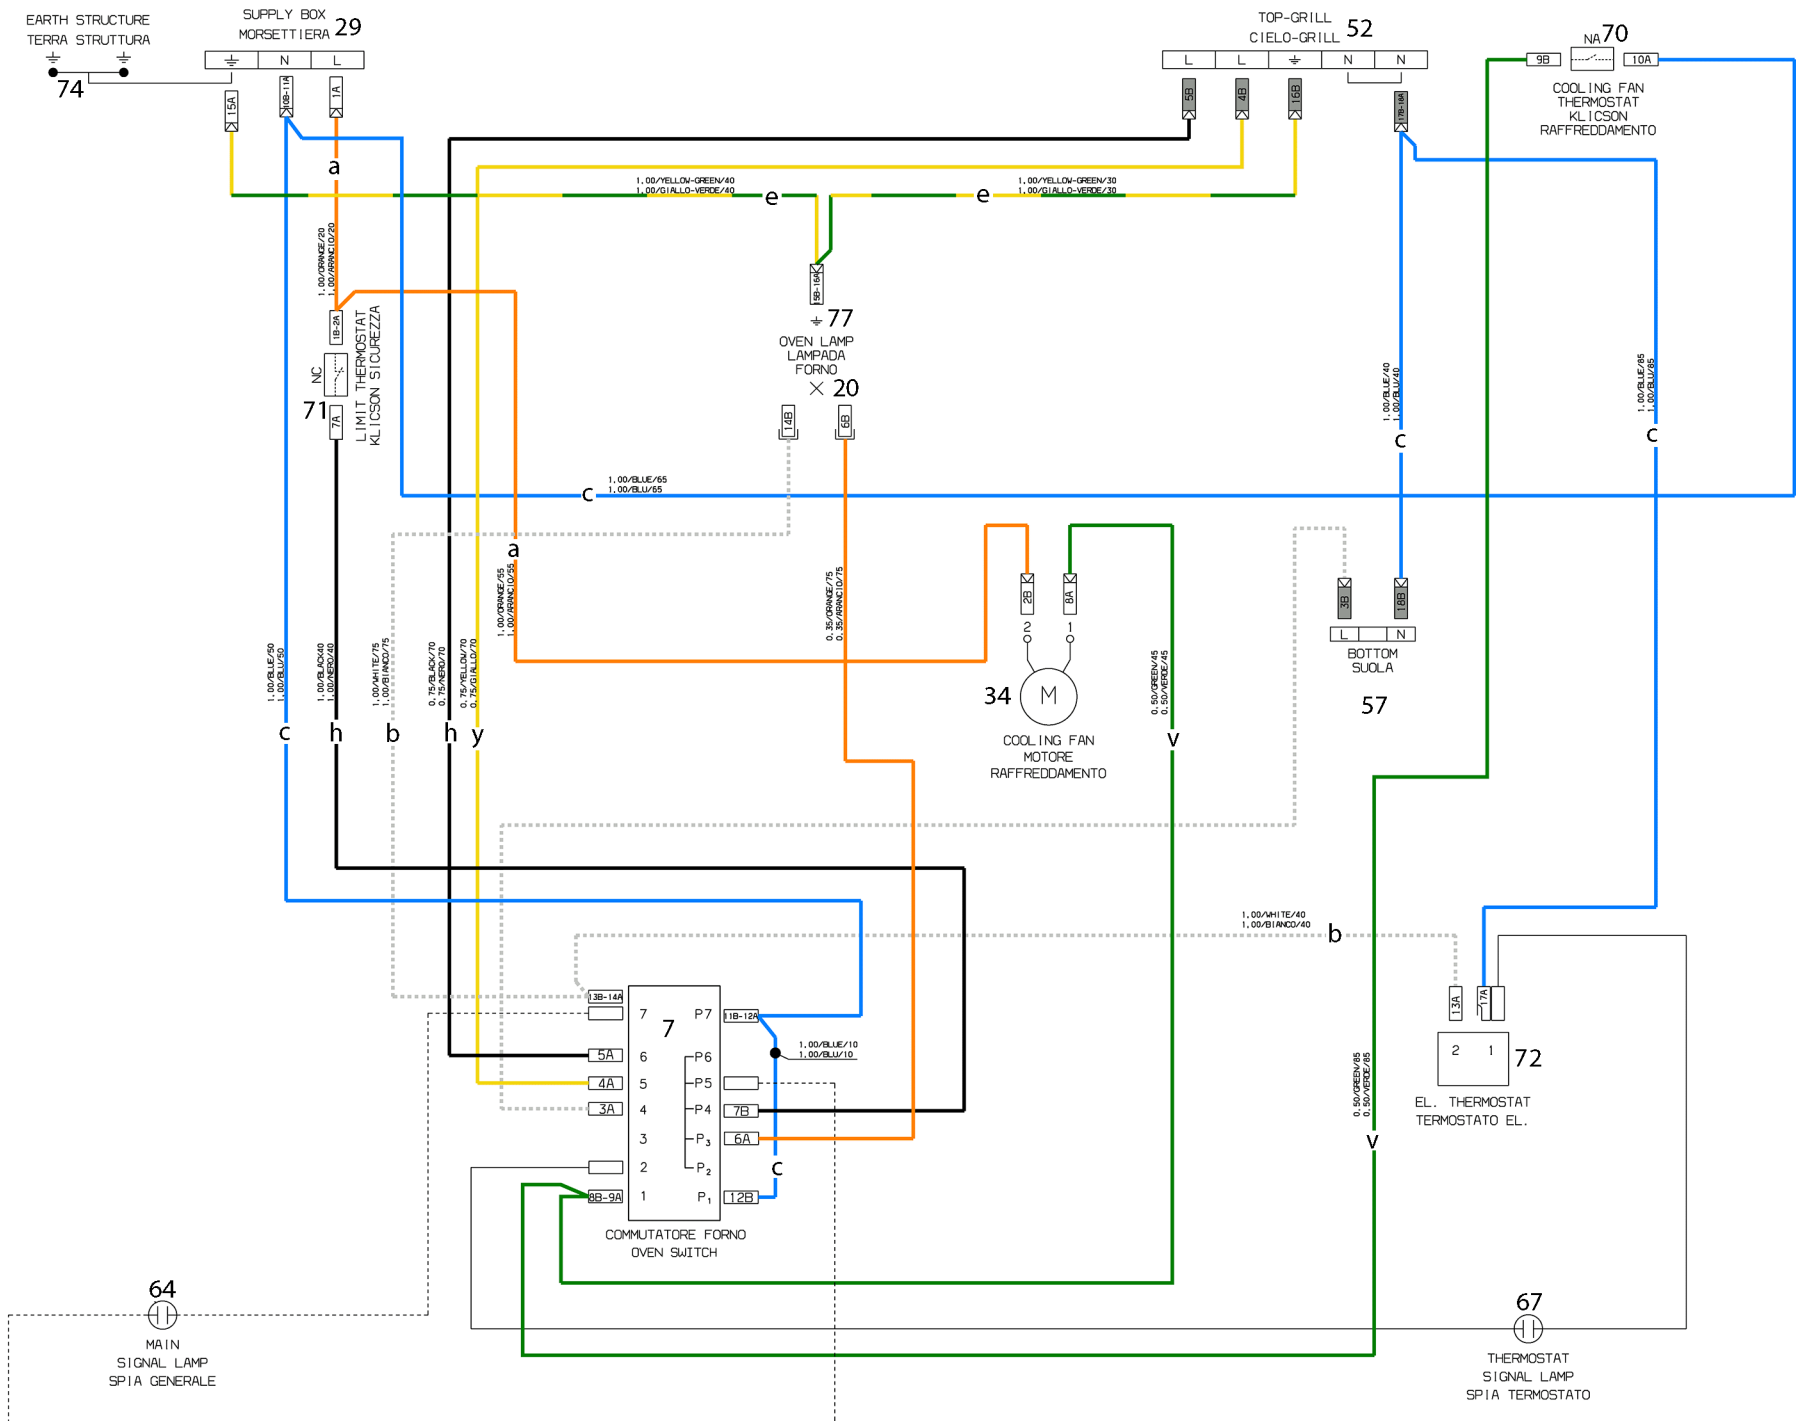 EARTH STRUCTURE
TERRA STRUTTURA
74
SUPPLY BOX
MORSETTIERA
29
N
L
15A
10B-11A
1A
a
TOP-GRILL
CIELO-GRILL
52
L
L
N
N
5B
4B
16B
17B-18A
NA
70
9B
10A
COOLING FAN
THERMOSTAT
KLICSON
RAFFREDDAMENTO
1,00/YELLOW-GREEN/40
1,00/GIALLO-VERDE/40
e
1,00/YELLOW-GREEN/30
1,00/GIALLO-VERDE/30
e
1,00/ORANGE/20
1,00/ARANCIO/20
1B-2A
NC
LIMIT THERMOSTAT
KLICSON SICUREZZA
71
7A
15B-16A
77
OVEN LAMP
LAMPADA
FORNO
20
14B
6B
1,00/BLUE/40
1,00/BLU/40
c
1,00/BLUE/85
1,00/BLU/85
c
c
1,00/BLUE/65
1,00/BLU/65
a
1,00/ORANGE/55
1,00/ARANCIO/55
0.35/ORANGE/75
0.35/ARANCIO/75
2B
8A
2
1
34
M
COOLING FAN
MOTORE
RAFFREDDAMENTO
3B
18B
L
N
BOTTOM
SUOLA
57
1,00/BLUE/50
1,00/BLU/50
c
1,00/BLACK40
1,00/NERO/40
h
1,00/WHITE/75
1,00/BIANCO/75
b
0.75/BLACK/70
0.75/NERO/70
h
0.75/YELLOW/70
0.75/GIALLO/70
y
0.50/GREEN/45
0.50/VERDE/45
v
1,00/WHITE/40
1,00/BIANCO/40
b
13A
17A
2
1
72
EL. THERMOSTAT
TERMOSTATO EL.
13B-14A
7
7
P7
11B-12A
1,00/BLUE/10
1,00/BLU/10
5A
6
P6
4A
5
P5
3A
4
P4
7B
3
P3
6A
2
P2
c
8B-9A
1
P1
12B
COMMUTATORE FORNO
OVEN SWITCH
0.50/GREEN/85
0.50/VERDE/85
v
64
MAIN
SIGNAL LAMP
SPIA GENERALE
67
THERMOSTAT
SIGNAL LAMP
SPIA TERMOSTATO